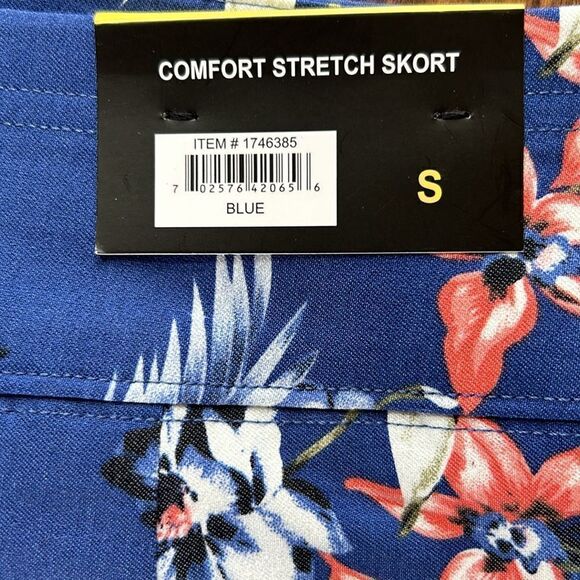 COMFORT STRETCH SKORT
ITEM # 1746385
7 02576 42065 6
BLUE
S